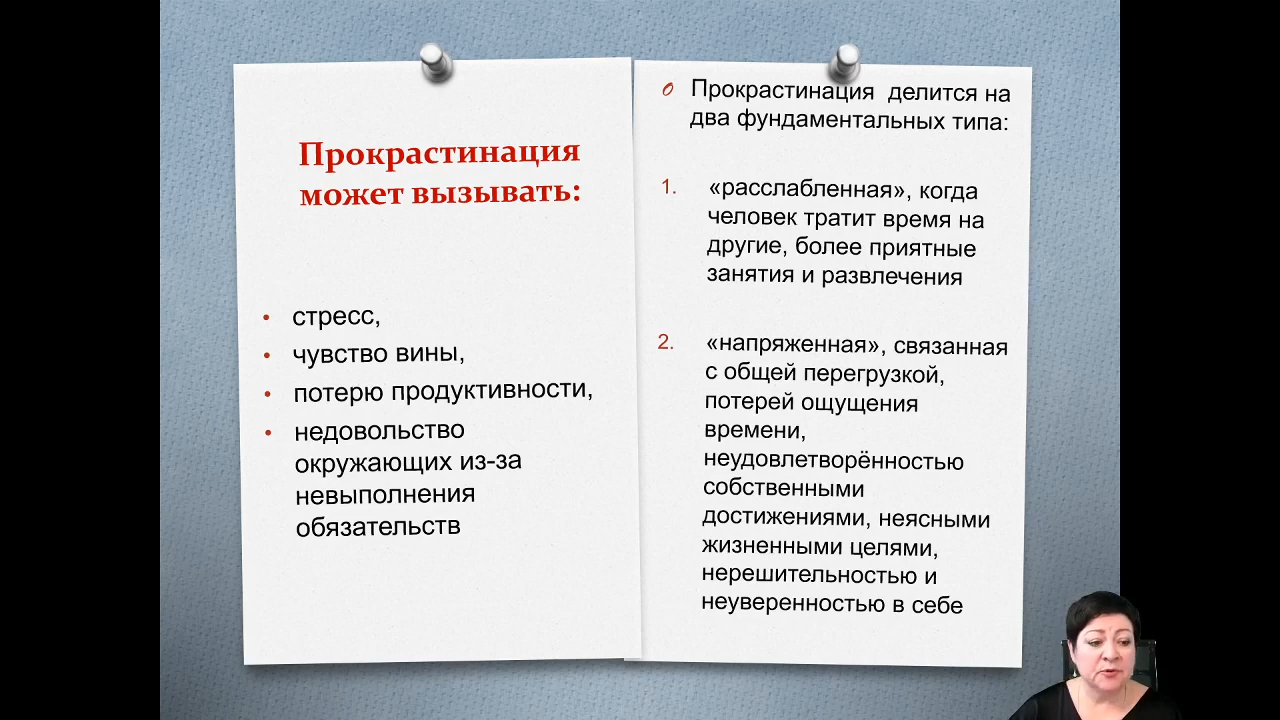 Прокрастинация
может вызывать:
• стресс,
• чувство вины,
• потерю продуктивности,
• недовольство
окружающих из-за
невыполнения
обязательств
Прокрастинация делится на
два фундаментальных типа:
1. «расслабленная», когда
человек тратит время на
другие, более приятные
занятия и развлечения
2. «напряженная», связанная
с общей перегрузкой,
потерей ощущения
времени,
неудовлетворённостью
собственными
достижениями, неясными
жизненными целями,
нерешительностью и
неуверенностью в себе